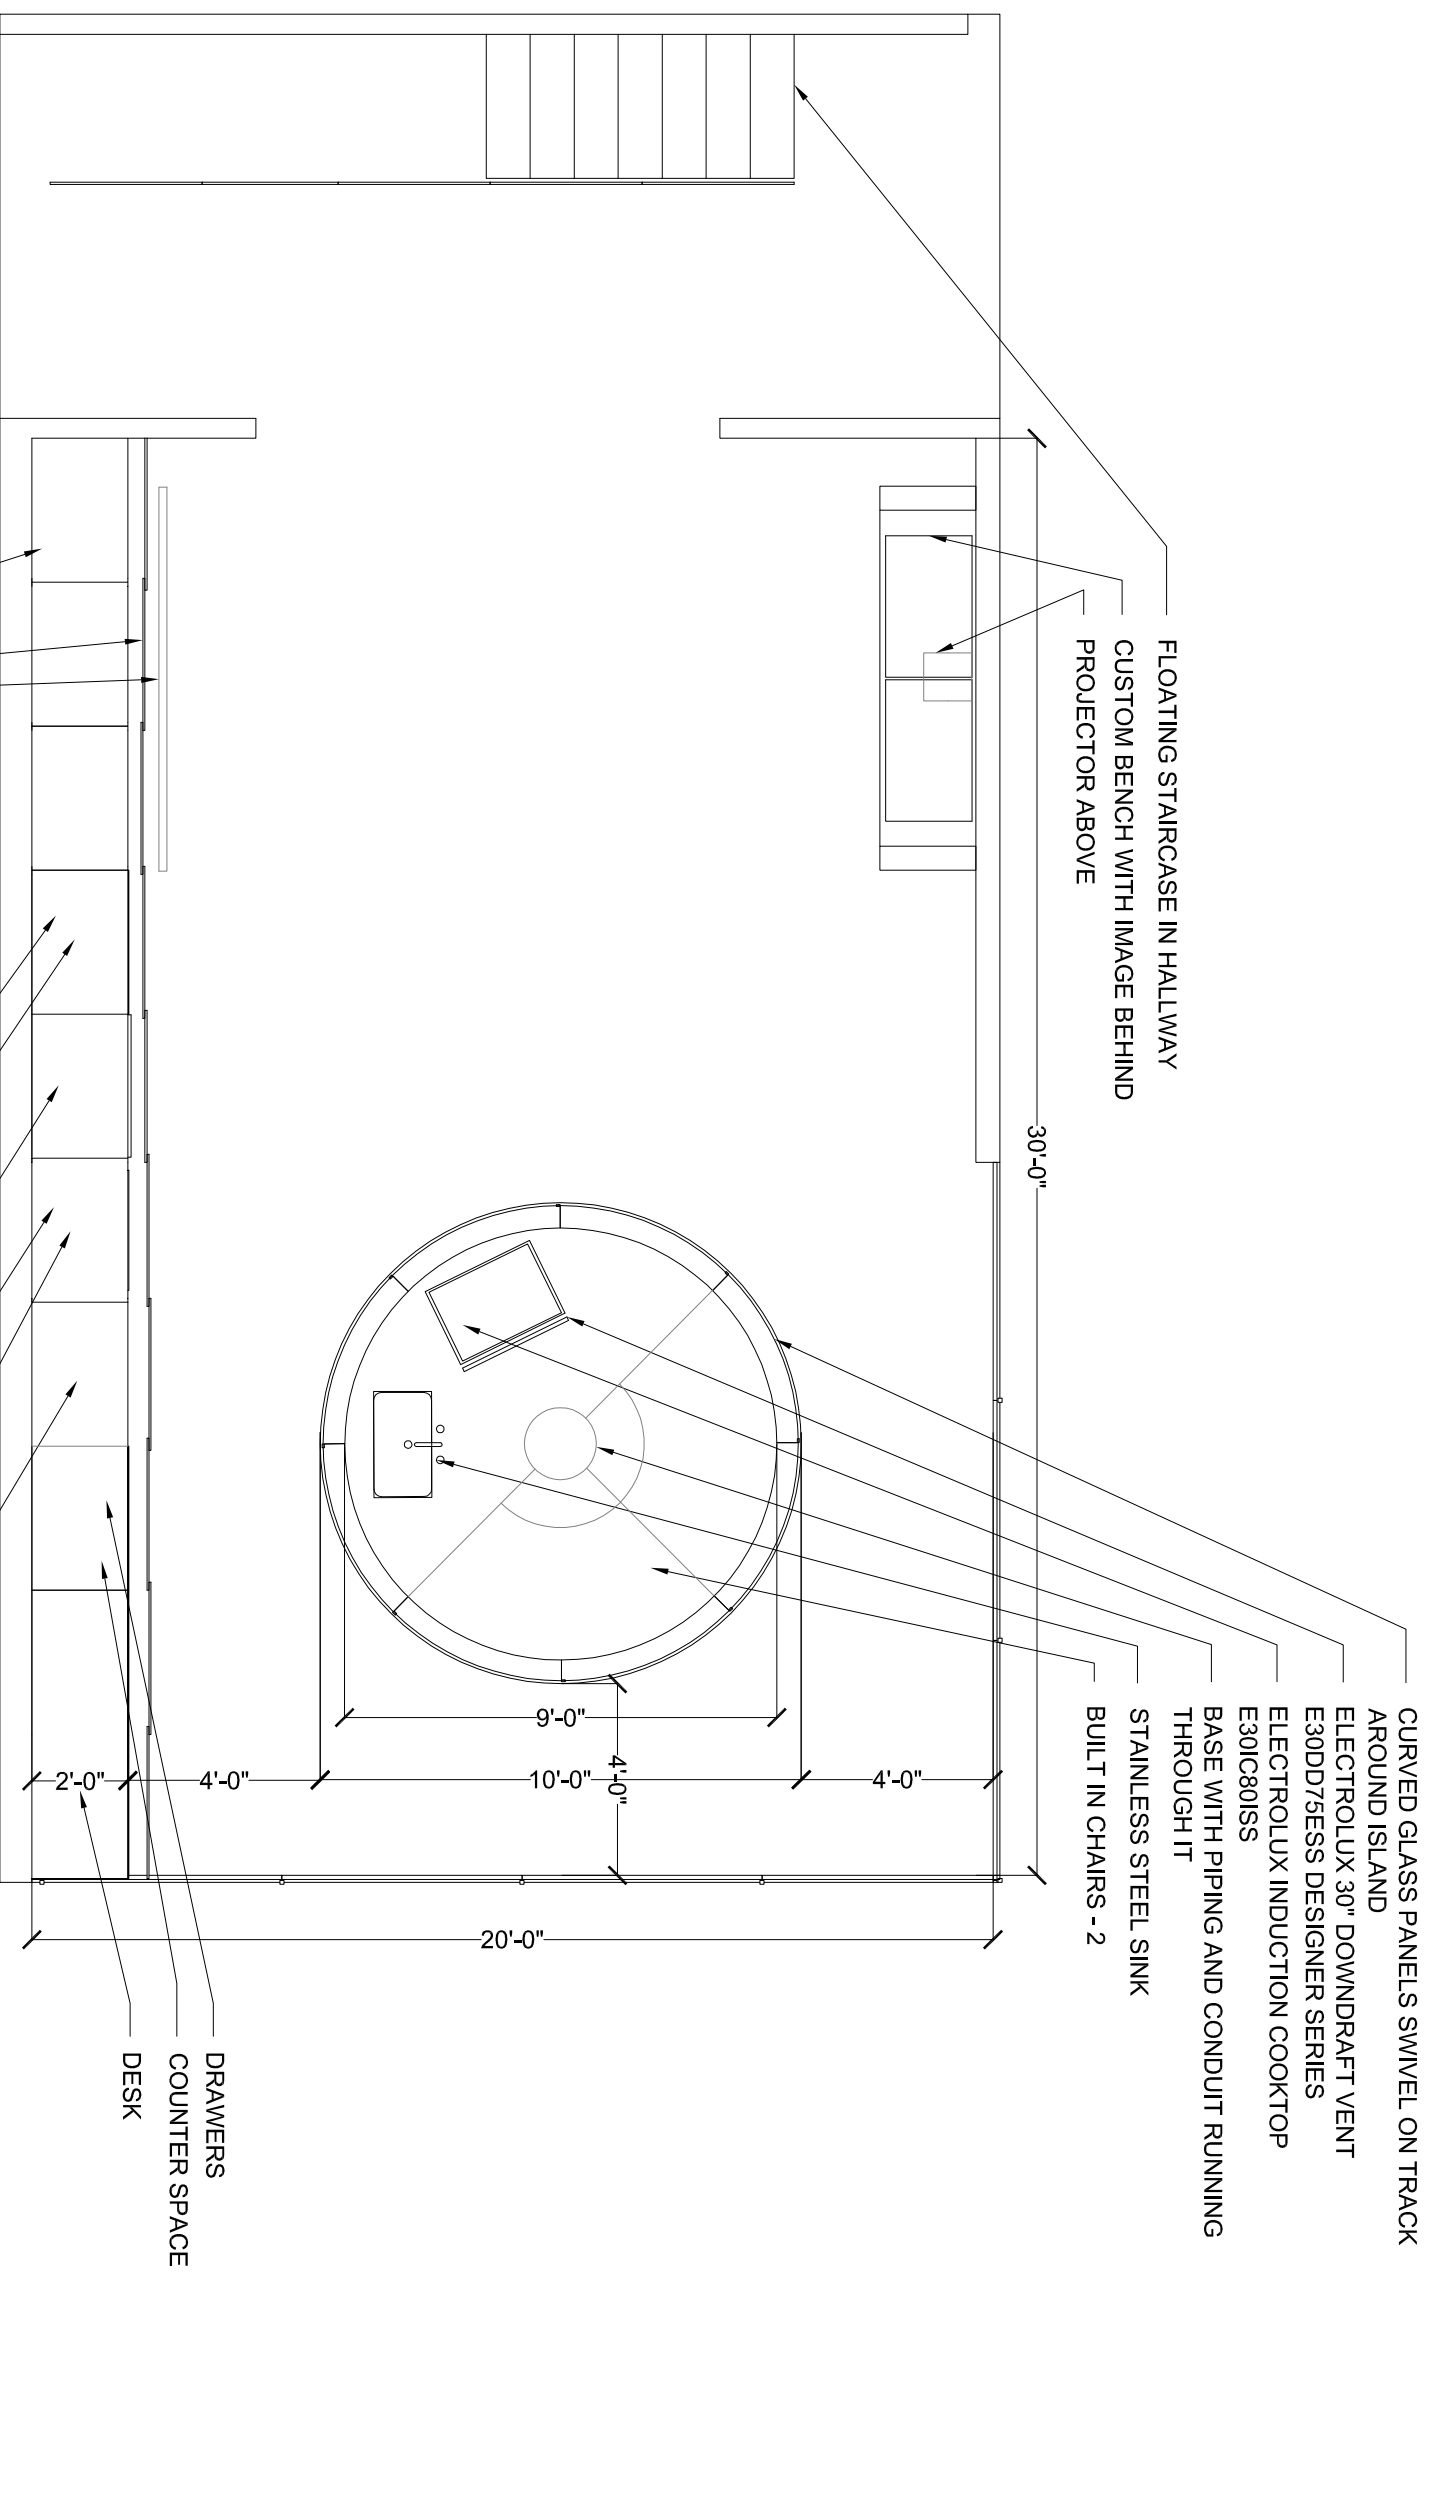 FLOATING STAIRCASE IN HALLWAY
CUSTOM BENCH WITH IMAGE BEHIND
PROJECTOR ABOVE
30'-0"
CURVED GLASS PANELS SWIVEL ON TRACK
AROUND ISLAND
ELECTROLUX 30" DOWNDRAFT VENT
E30DD75ESS DESIGNER SERIES
ELECTROLUX INDUCTION COOKTOP
E30IC80ISS
BASE WITH PIPING AND CONDUIT RUNNING
THROUGH IT
STAINLESS STEEL SINK
BUILT IN CHAIRS - 2
9'-0"
4'-0"
2'-0"
4'-0"
10'-0"
4'-0"
20'-0"
DRAWERS
COUNTER SPACE
DESK